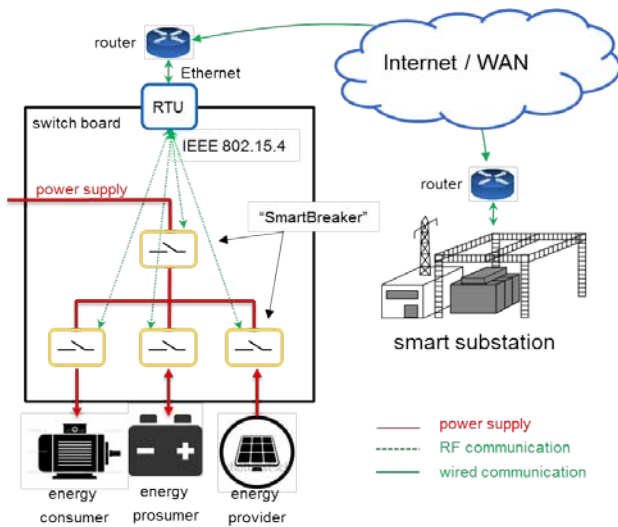 router
Ethernet
Internet / WAN
RTU
switch board
IEEE 802.15.4
router
power supply
"SmartBreaker"
smart substation
power supply
RF communication
wired communication
energy
consumer
energy
prosumer
energy
provider